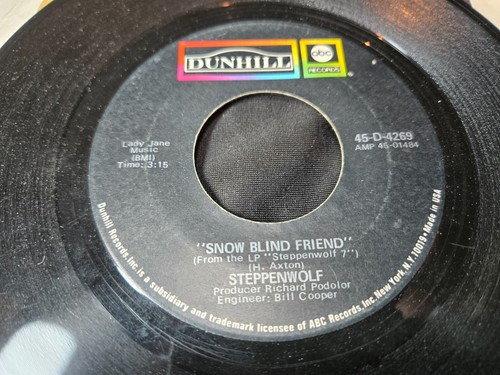 DUNHILL
abc
RECORDS
®
Lady Jane
Music
(BMI)
Time: 3:15
45-D-4269
AMP 45-01484
"SNOW BLIND FRIEND"
(From the LP "Steppenwolf 7")
(H. Axton)
STEPPENWOLF
Producer Richard Podolor
Engineer: Bill Cooper
Dunhill Records, Inc. is a subsidiary and trademark licensee of ABC Records, Inc. New York, N.Y. 10019 • Made in USA